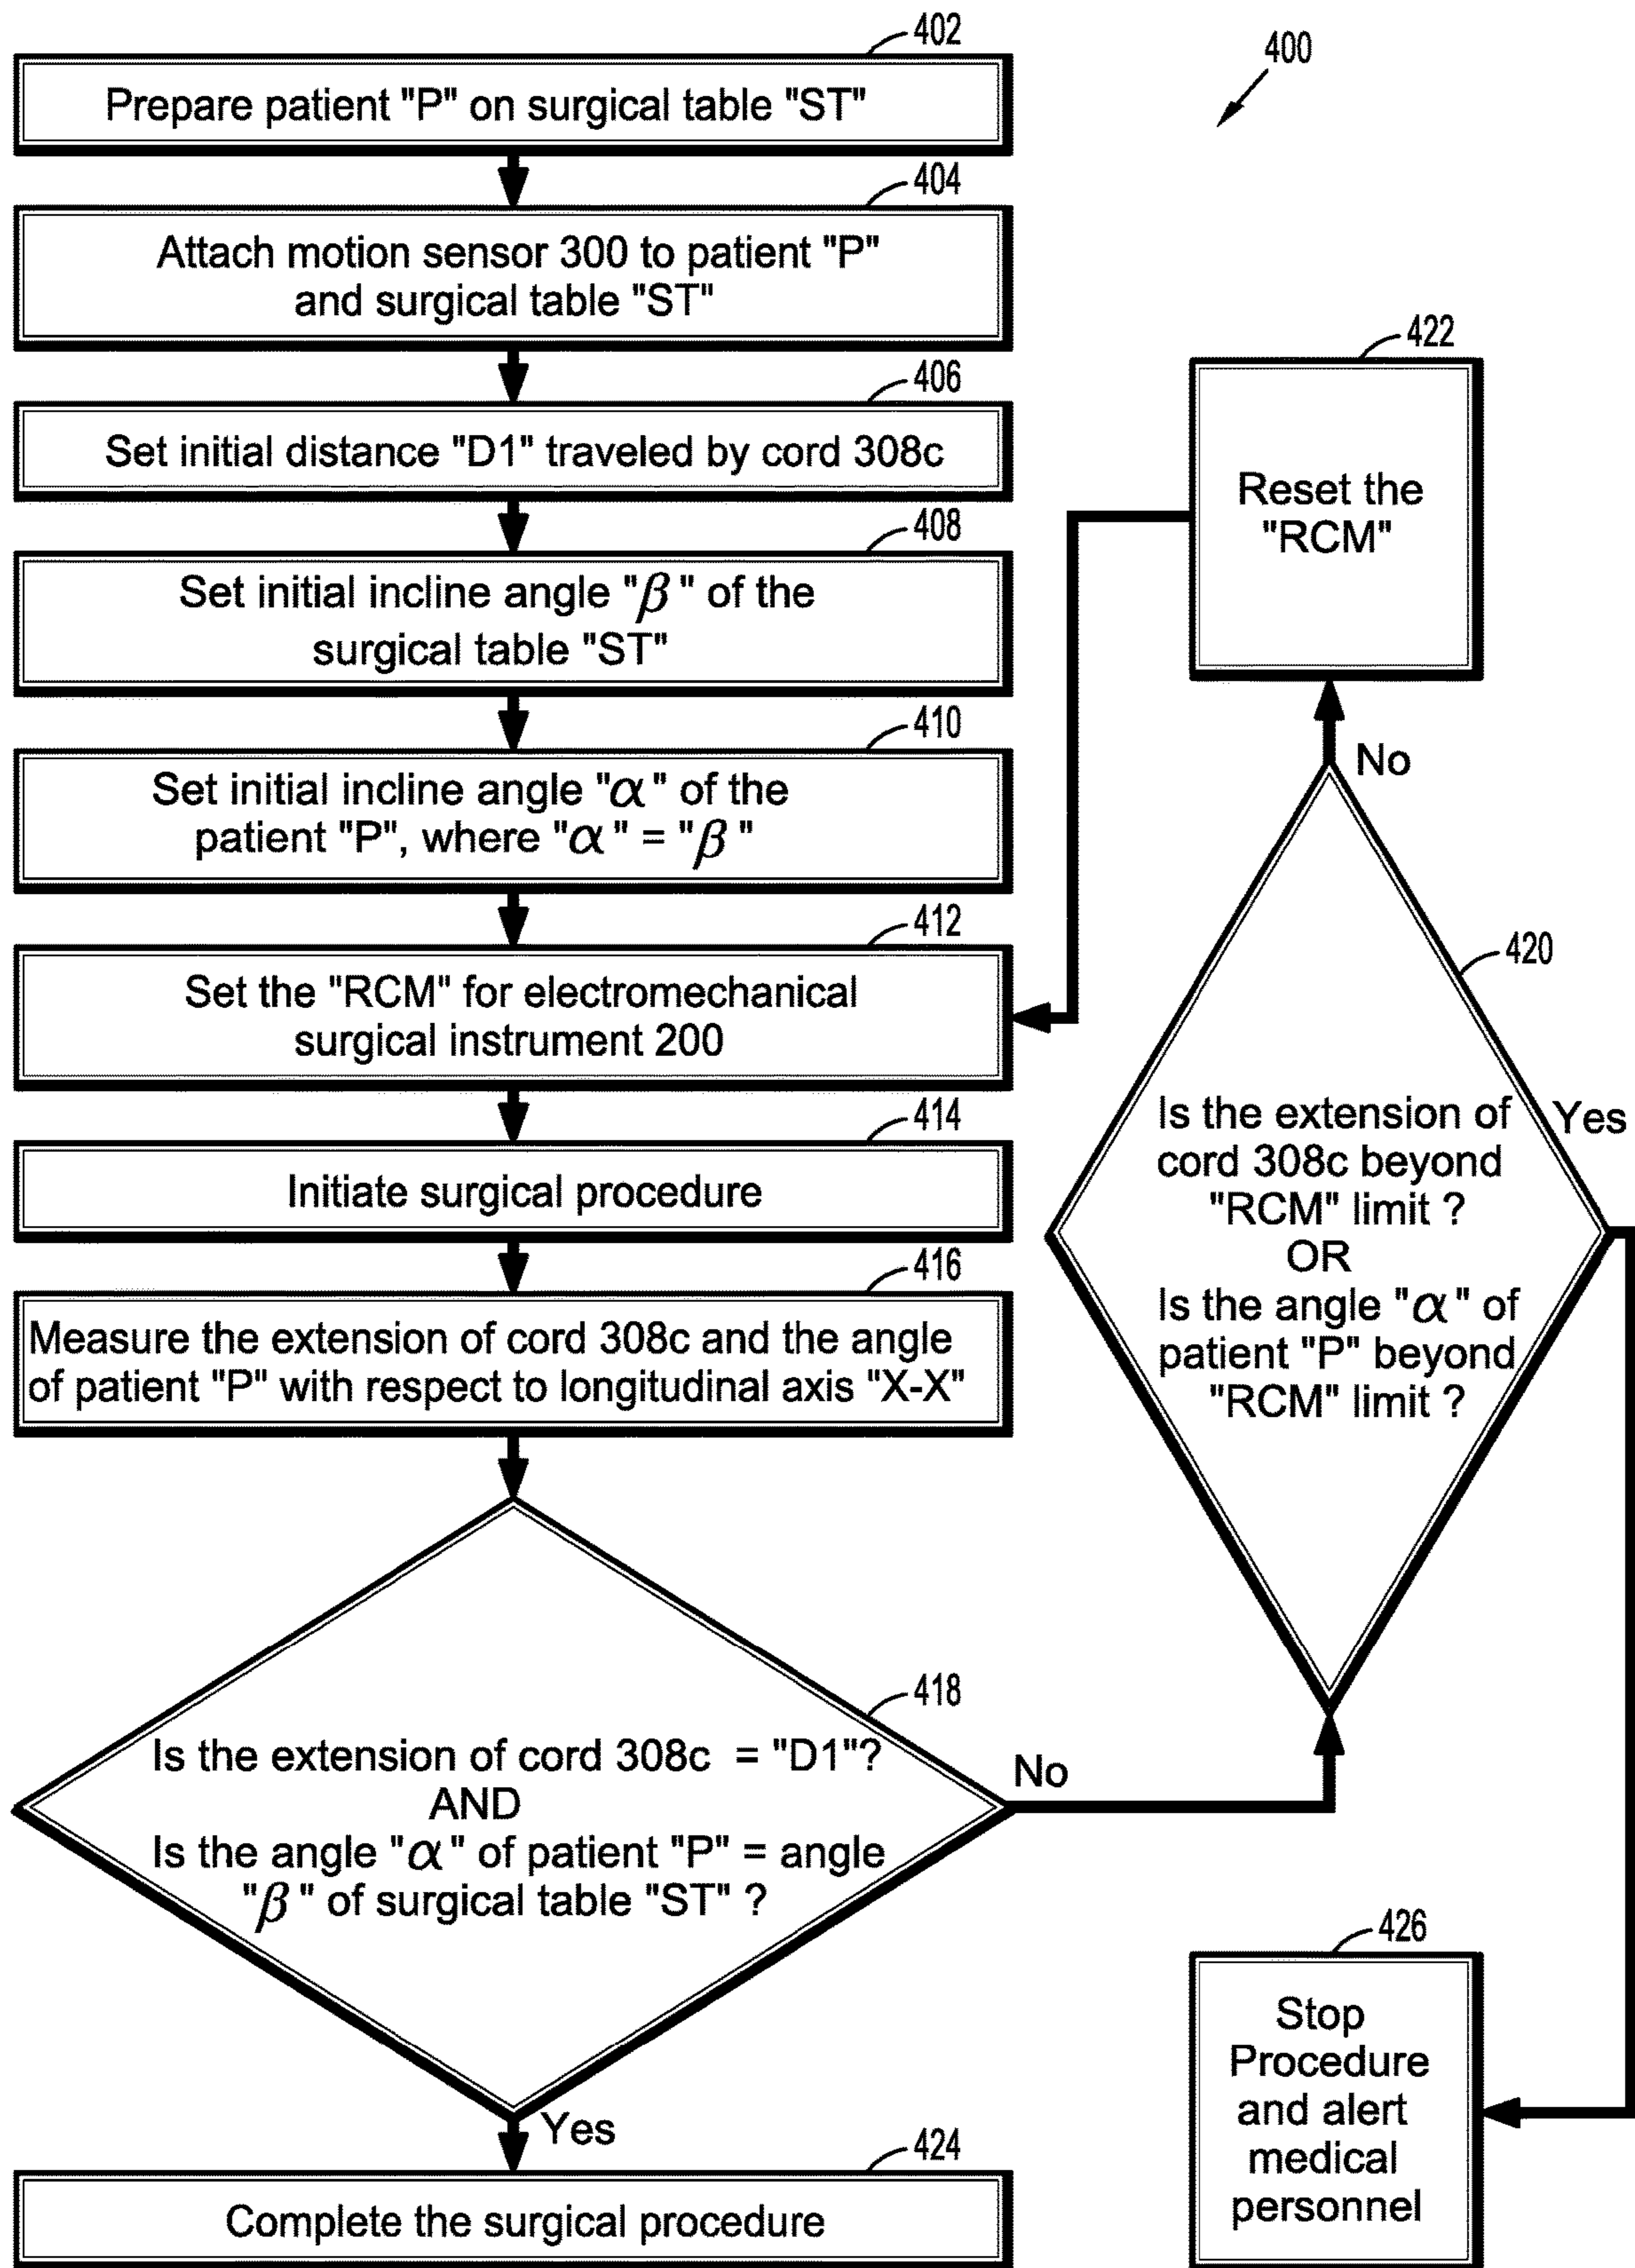 400
402
Prepare patient "P" on surgical table "ST"
404
Attach motion sensor 300 to patient "P"
and surgical table "ST"
406
Set initial distance "D1" traveled by cord 308c
408
Set initial incline angle "β" of the
surgical table "ST"
410
Set initial incline angle "α" of the
patient "P", where "α" = "β"
412
Set the "RCM" for electromechanical
surgical instrument 200
414
Initiate surgical procedure
416
Measure the extension of cord 308c and the angle
of patient "P" with respect to longitudinal axis "X-X"
418
Is the extension of cord 308c = "D1"?
AND
Is the angle "α" of patient "P" = angle
"β" of surgical table "ST" ?
No
Yes
424
Complete the surgical procedure
422
Reset the
"RCM"
No
420
Is the extension of
cord 308c beyond
"RCM" limit ?
OR
Is the angle "α" of
patient "P" beyond
"RCM" limit ?
Yes
426
Stop
Procedure
and alert
medical
personnel